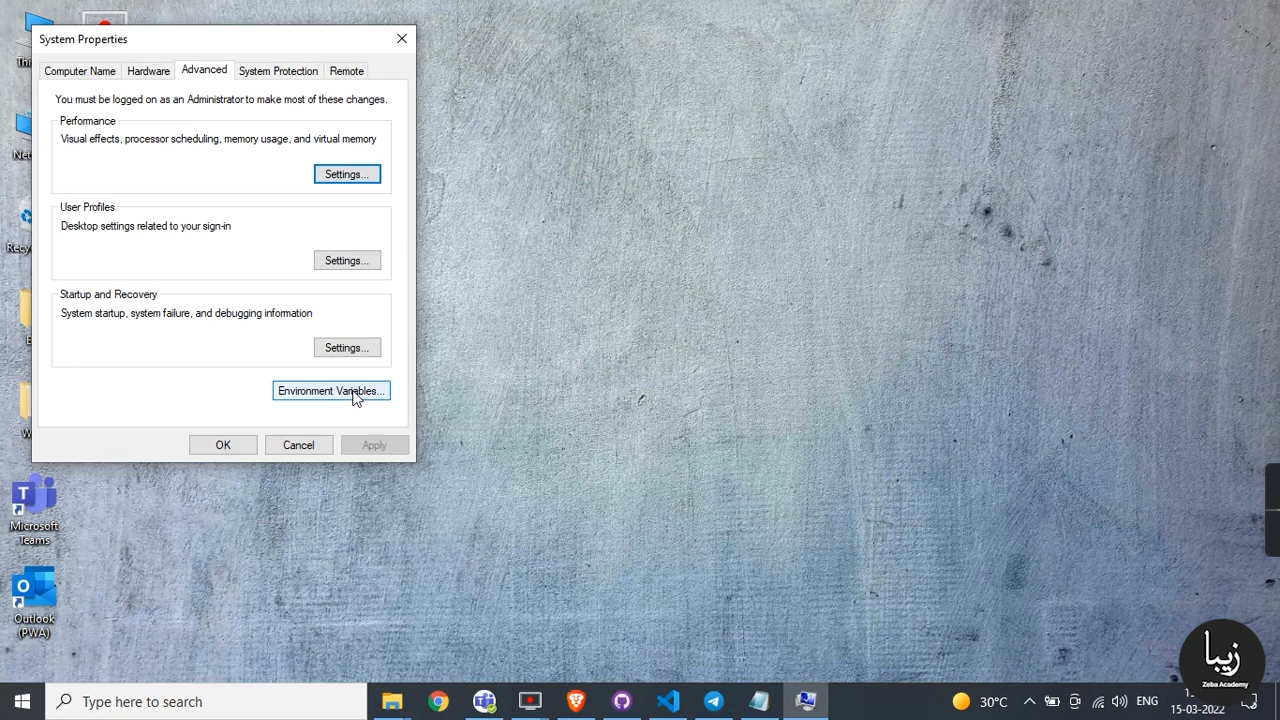 System Properties
Computer Name
Hardware
Advanced
System Protection
Remote
You must be logged on as an Administrator to make most of these changes.
Performance
Visual effects, processor scheduling, memory usage, and virtual memory
Settings...
User Profiles
Desktop settings related to your sign-in
Settings...
Startup and Recovery
System startup, system failure, and debugging information
Settings...
Environment Variables...
OK
Cancel
Apply
Microsoft
Teams
Outlook
(PWA)
زيبا
Zeba Academy
Type here to search
30°C
ENG
15-03-2022